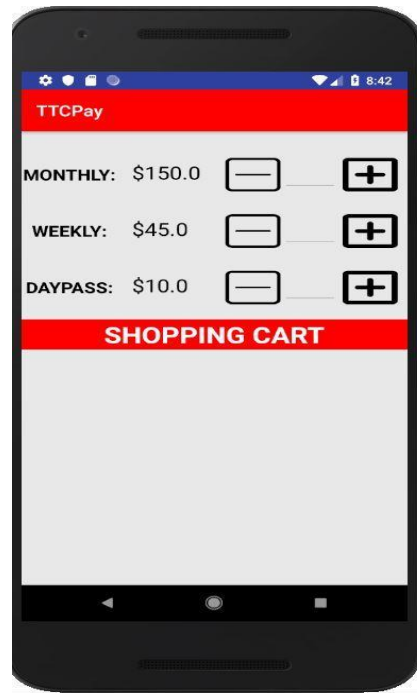 8:42
TTCPay
MONTHLY: $150.0
WEEKLY: $45.0
DAYPASS: $10.0
SHOPPING CART